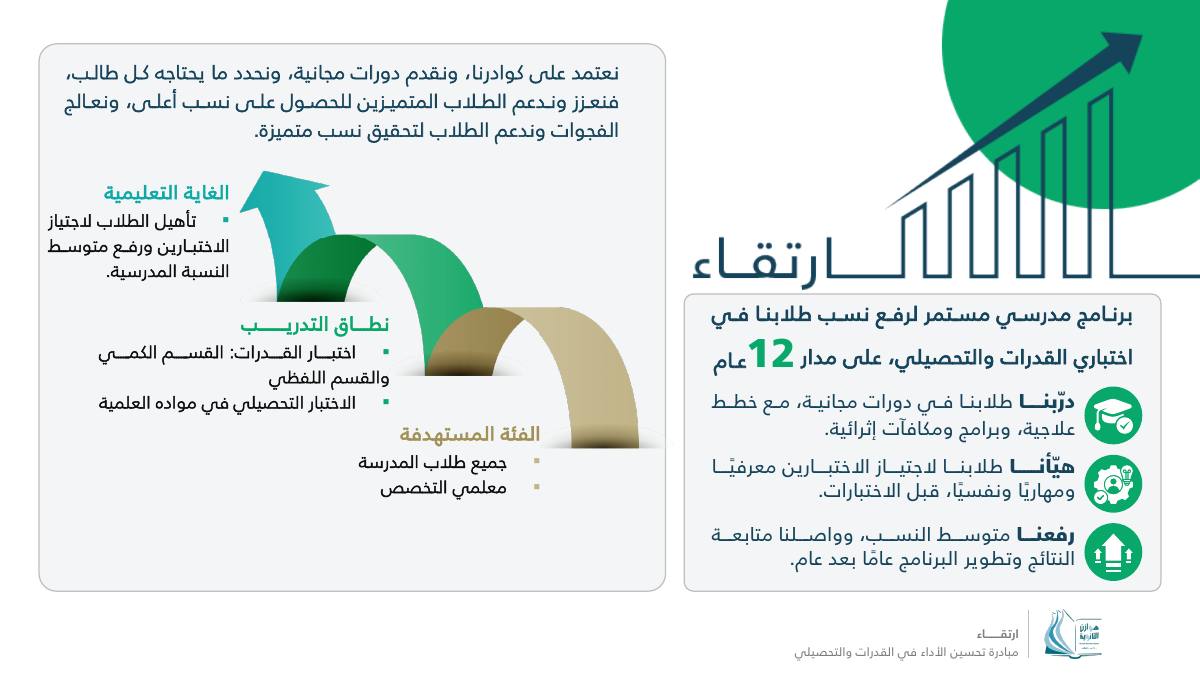 ارتقاء
برنامج مدرسي مستمر لرفع نسب طلابنا في
اختباري القدرات والتحصيلي، على مدار 12 عام
درّبنا طلابنا في دورات مجانية، مع خطط
علاجية، وبرامج ومكافآت إثرائية.
هيّأنا طلابنا لاجتياز الاختبارين معرفيًا
ومهاريًا ونفسيًا، قبل الاختبارات.
رفعنا متوسط النسب، وواصلنا متابعة
النتائج وتطوير البرنامج عامًا بعد عام.
نعتمد على كوادرنا، ونقدم دورات مجانية، ونحدد ما يحتاجه كل طالب،
فنعزز وندعم الطلاب المتميزين للحصول على نسب أعلى، ونعالج
الفجوات وندعم الطلاب لتحقيق نسب متميزة.
الغاية التعليمية
▪ تأهيل الطلاب لاجتياز
الاختبارين ورفع متوسط
النسبة المدرسية.
نطاق التدريب
▪ اختبار القدرات: القسم الكمي
والقسم اللفظي
▪ الاختبار التحصيلي في مواده العلمية
الفئة المستهدفة
▪ جميع طلاب المدرسة
▪ معلمي التخصص
هوازن
الثانوية
ارتقاء
مبادرة تحسين الأداء في القدرات والتحصيلي